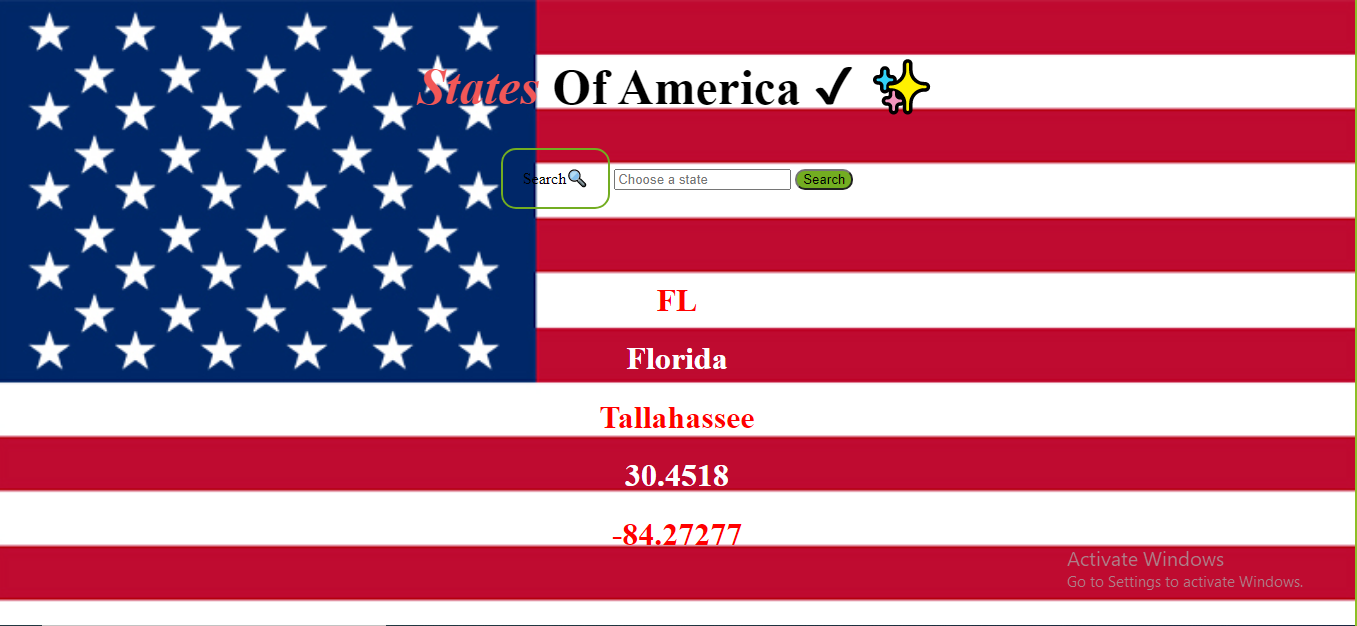 States Of America ✓ ✨
Search🔍 Choose a state Search
FL
Florida
Tallahassee
30.4518
-84.27277
Activate Windows
Go to Settings to activate Windows.